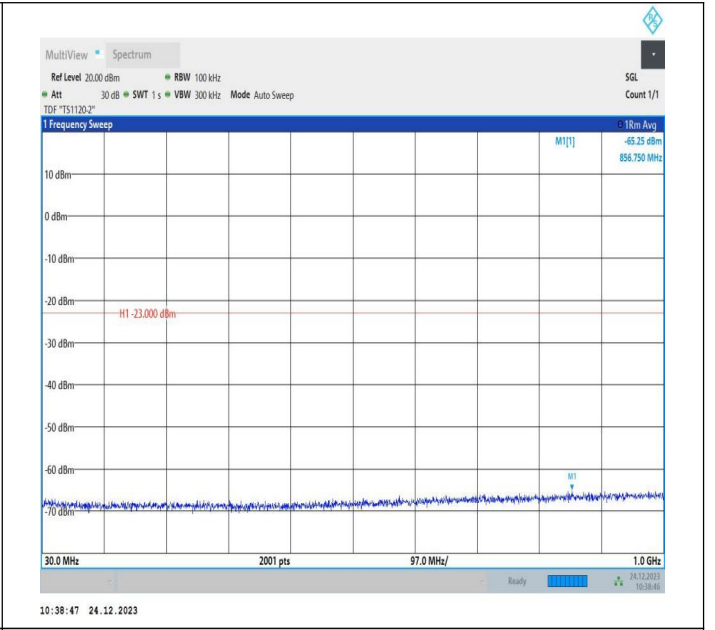 R&S
MultiView Spectrum
Ref Level 20.00 dBm RBW 100 kHz SGL
Att 30 dB SWT 1 s VBW 300 kHz Mode Auto Sweep Count 1/1
TDF "TS1120-2"
1 Frequency Sweep 1Rm Avg
M1[1] -65.25 dBm
856.750 MHz
10 dBm
0 dBm
-10 dBm
-20 dBm
H1 -23.000 dBm
-30 dBm
-40 dBm
-50 dBm
-60 dBm
M1
-70 dBm
30.0 MHz 2001 pts 97.0 MHz/ 1.0 GHz
Ready 24.12.2023
10:38:46
10:38:47 24.12.2023